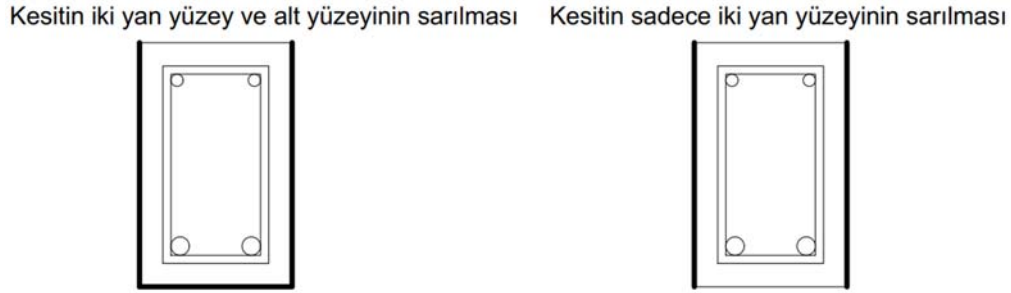 Kesitin iki yan yüzey ve alt yüzeyinin sarılması
Kesitin sadece iki yan yüzeyinin sarılması